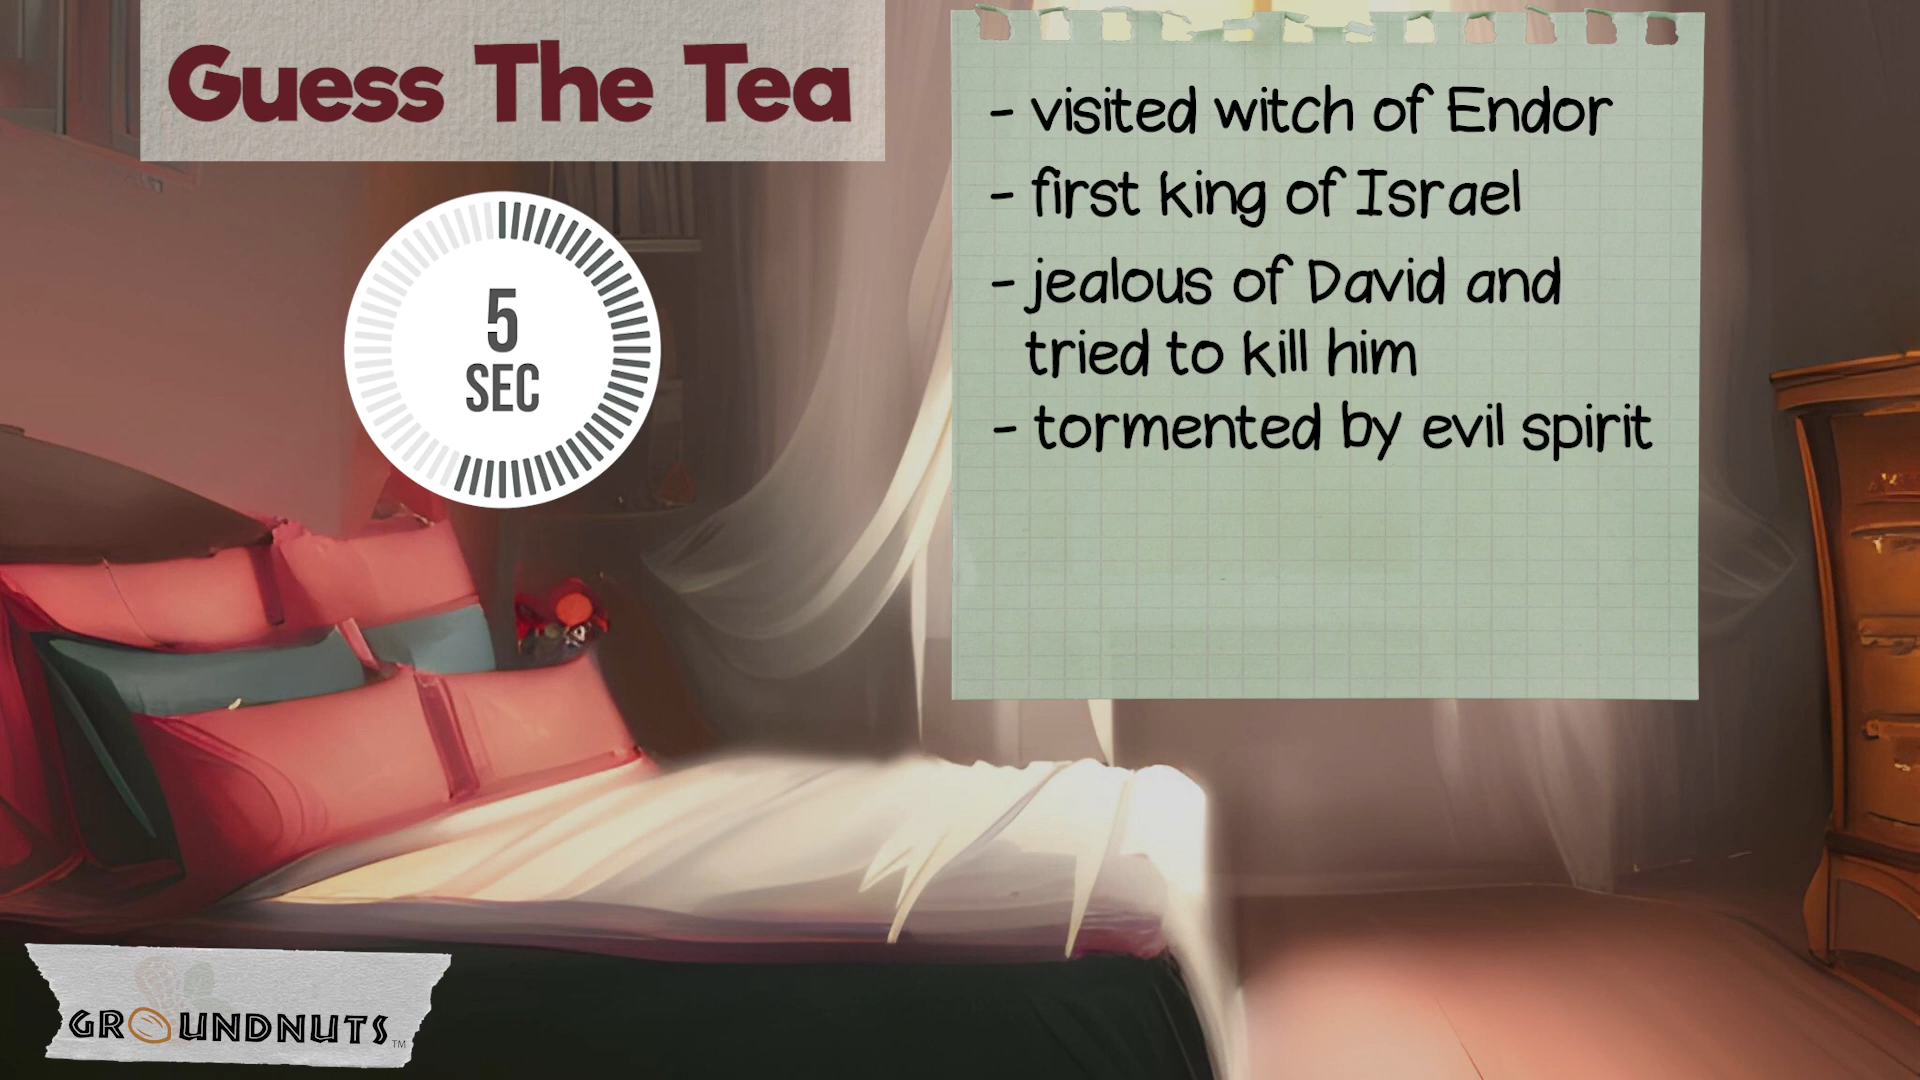 Guess The Tea
5
SEC
- visited witch of Endor
- first king of Israel
- jealous of David and
tried to kill him
- tormented by evil spirit
GROUNDNUTS TM